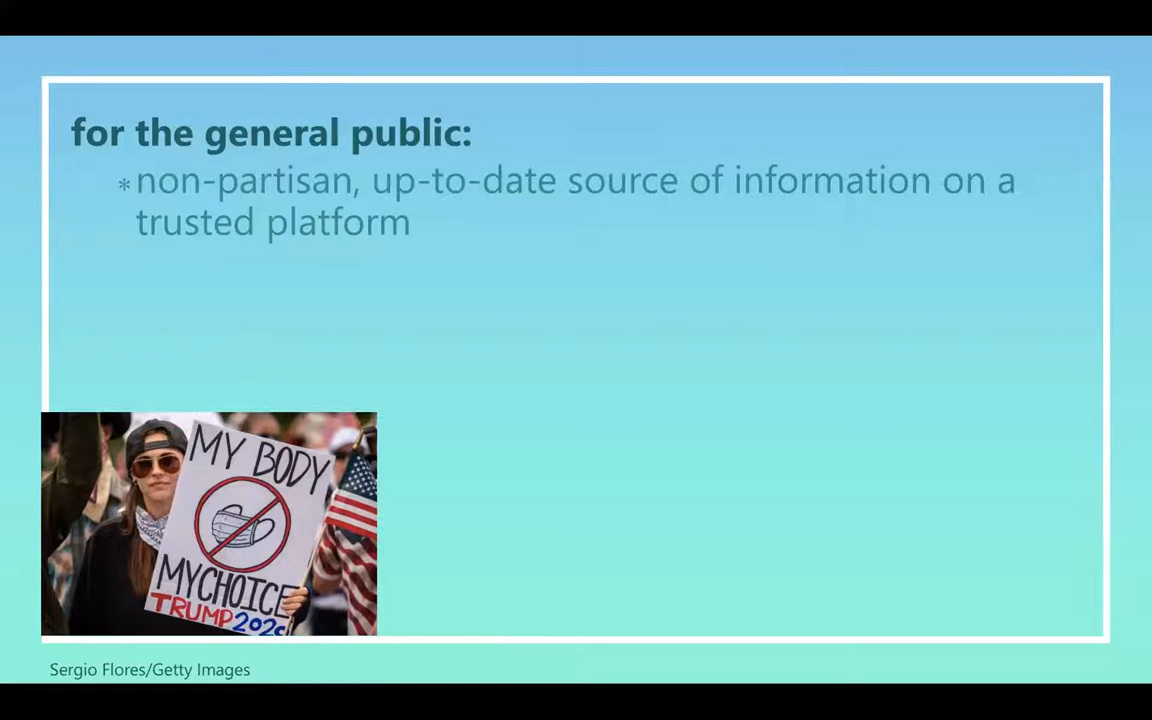 for the general public:
*non-partisan, up-to-date source of information on a
trusted platform
MY BODY
MY CHOICE
TRUMP 2020
Sergio Flores/Getty Images